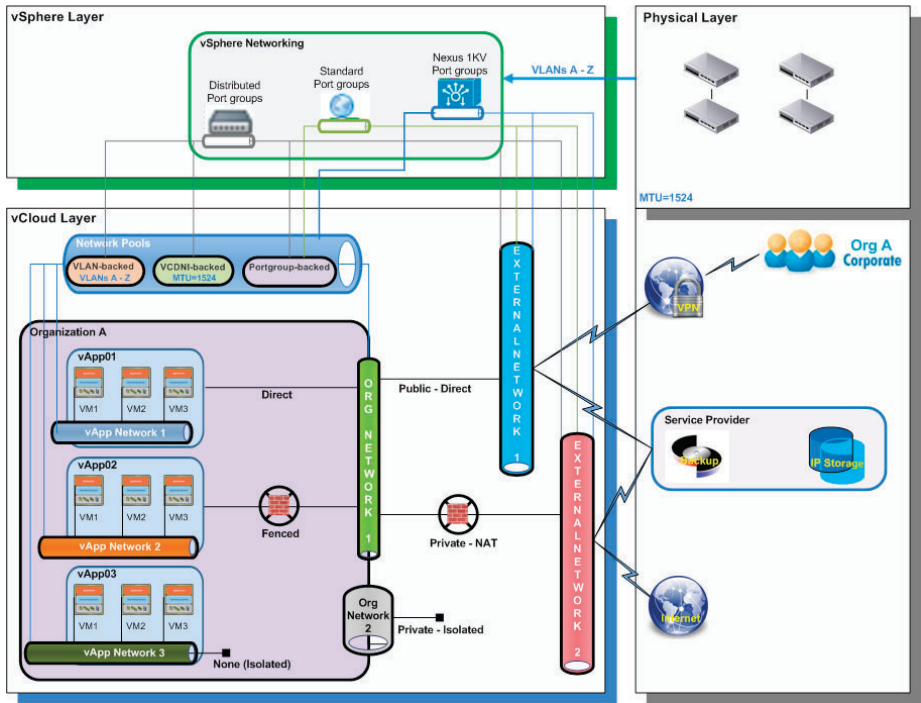 vSphere Layer
vSphere Networking
Distributed
Port groups
Standard
Port groups
Nexus 1KV
Port groups
VLANs A - Z
Physical Layer
MTU=1524
vCloud Layer
Network Pools
VLAN-backed
VLANs A - Z
VCDNI-backed
MTU=1524
Portgroup-backed
Organization A
vApp01
VM1
VM2
VM3
vApp Network 1
Direct
vApp02
VM1
VM2
VM3
vApp Network 2
Fenced
vApp03
VM1
VM2
VM3
vApp Network 3
None (Isolated)
ORG NETWORK 1
Org
Network
2
Public - Direct
Private - NAT
Private - Isolated
EXTERNALNETWORK 1
EXTERNALNETWORK 2
VPN
Org A
Corporate
Service Provider
Backup
IP Storage
Internet